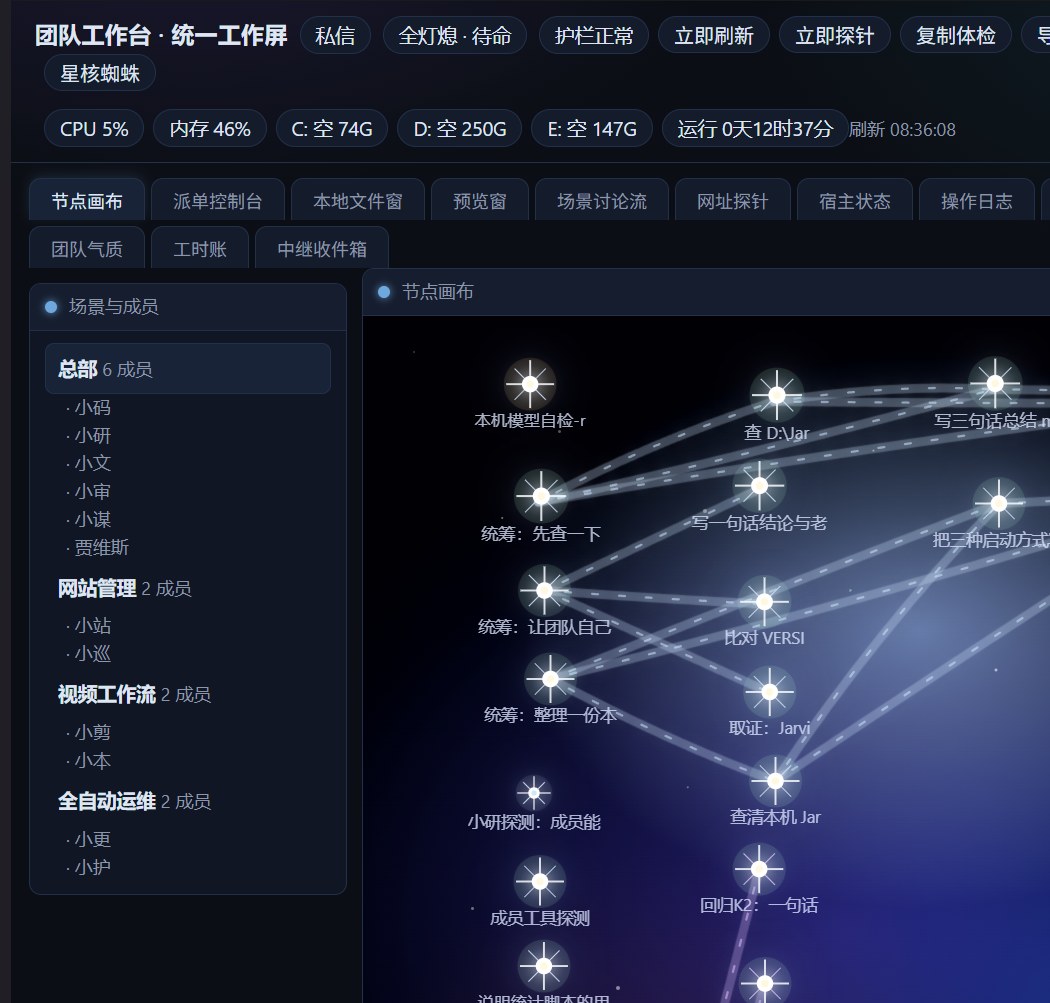 团队工作台 · 统一工作屏 私信 全灯熄 · 待命 护栏正常 立即刷新 立即探针 复制体检
星核蜘蛛
CPU 5% 内存 46% C: 空 74G D: 空 250G E: 空 147G 运行 0天12时37分 刷新 08:36:08
节点画布 派单控制台 本地文件窗 预览窗 场景讨论流 网址探针 宿主状态 操作日志
团队气质 工时账 中继收件箱
场景与成员
总部 6 成员
· 小码
· 小研
· 小文
· 小审
· 小谋
· 贾维斯
网站管理 2 成员
· 小站
· 小巡
视频工作流 2 成员
· 小剪
· 小本
全自动运维 2 成员
· 小更
· 小护
节点画布
本机模型自检-r
查 D:\Jar
写三句话总结
统筹：先查一下
写一句话结论与老
把三种启动方式
统筹：让团队自己
比对 VERSI
统筹：整理一份本
取证：Jarvi
小研探测：成员能
查清本机 Jar
成员工具探测
回归K2：一句话
说明统计脚本的用